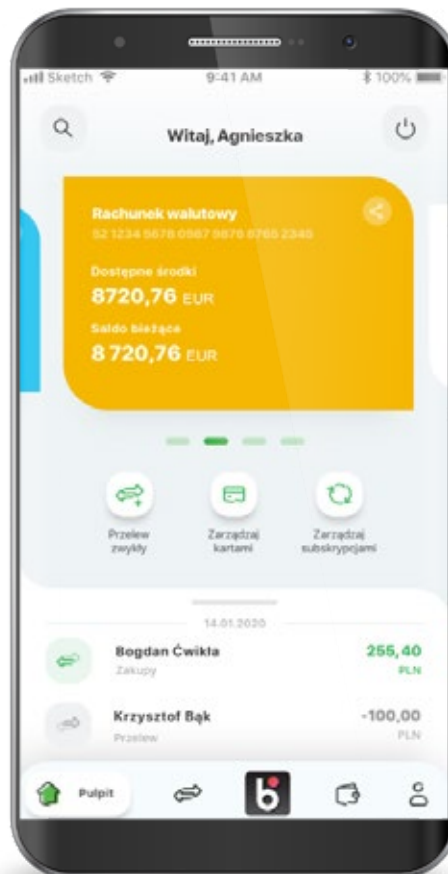 Sketch 9:41 AM 100%
Witaj, Agnieszka
Rachunek walutowy
52 1234 5678 0987 9876 8765 2345
Dostępne środki
8720,76 EUR
Saldo bieżące
8 720,76 EUR
Przelew zwykły
Zarządzaj kartami
Zarządzaj subskrypcjami
14.01.2020
Bogdan Ćwikła 255,40
Zakupy PLN
Krzysztof Bąk -100,00
Przelew PLN
Pulpit